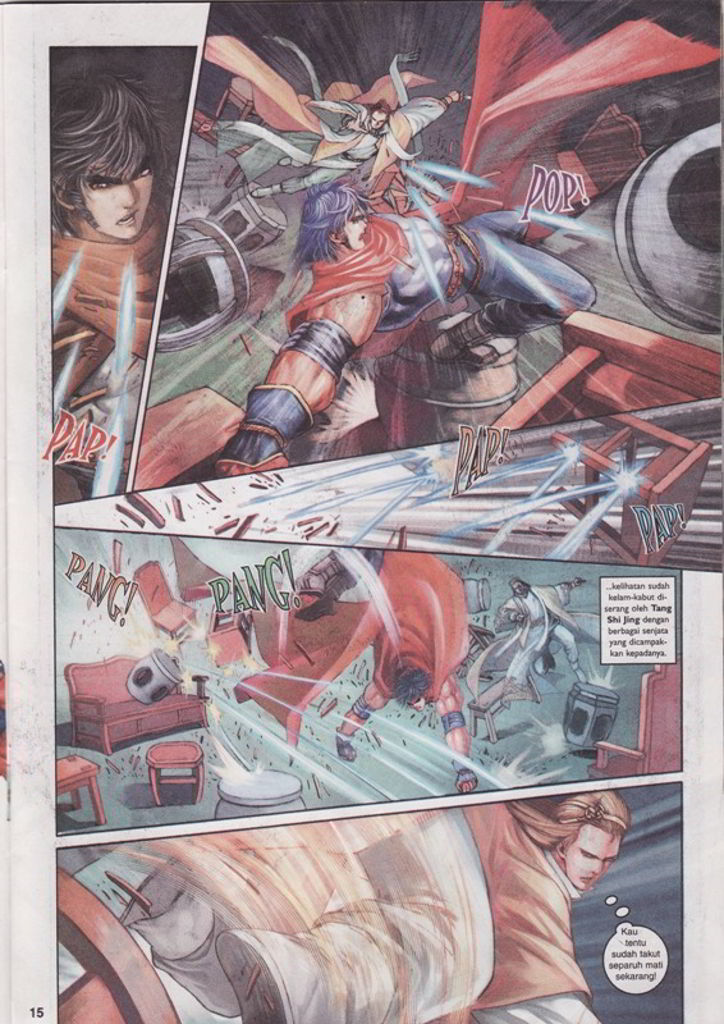 POP!
PAP!
PAP!
PAP!
PANG!
PANG!
...kelihatan sudah
kelam-kabut di-
serang oleh Tang
Shi Jing dengan
berbagai senjata
yang dicampak-
kan kepadanya.
Kau
tentu
sudah takut
separuh mati
sekarang!
15